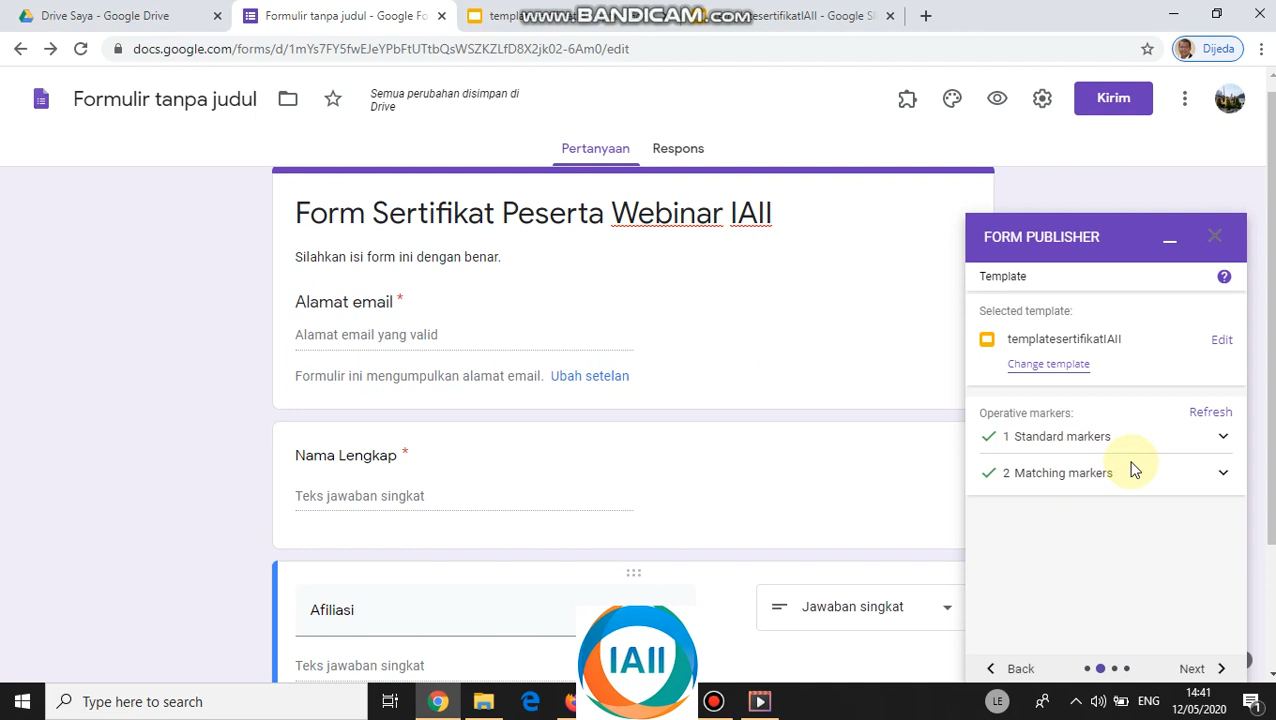 Drive Saya - Google Drive
Formulir tanpa judul - Google Fo
www.BANDICAM.com
docs.google.com/forms/d/1mYs7FY5fwEJeYPbFtUTtbQsWSZKZLfD8X2jk02-6Am0/edit
Dijeda
Formulir tanpa judul
Semua perubahan disimpan di
Drive
Kirim
Pertanyaan
Respons
Form Sertifikat Peserta Webinar IAII
Silahkan isi form ini dengan benar.
Alamat email *
Alamat email yang valid
Formulir ini mengumpulkan alamat email. Ubah setelan
Nama Lengkap *
Teks jawaban singkat
Afiliasi
Jawaban singkat
Teks jawaban singkat
FORM PUBLISHER
Template
Selected template:
templatesertifikatIAII
Edit
Change template
Operative markers:
Refresh
1 Standard markers
2 Matching markers
Back
Next
IAII
Type here to search
LE
ENG
14:41
12/05/2020
1